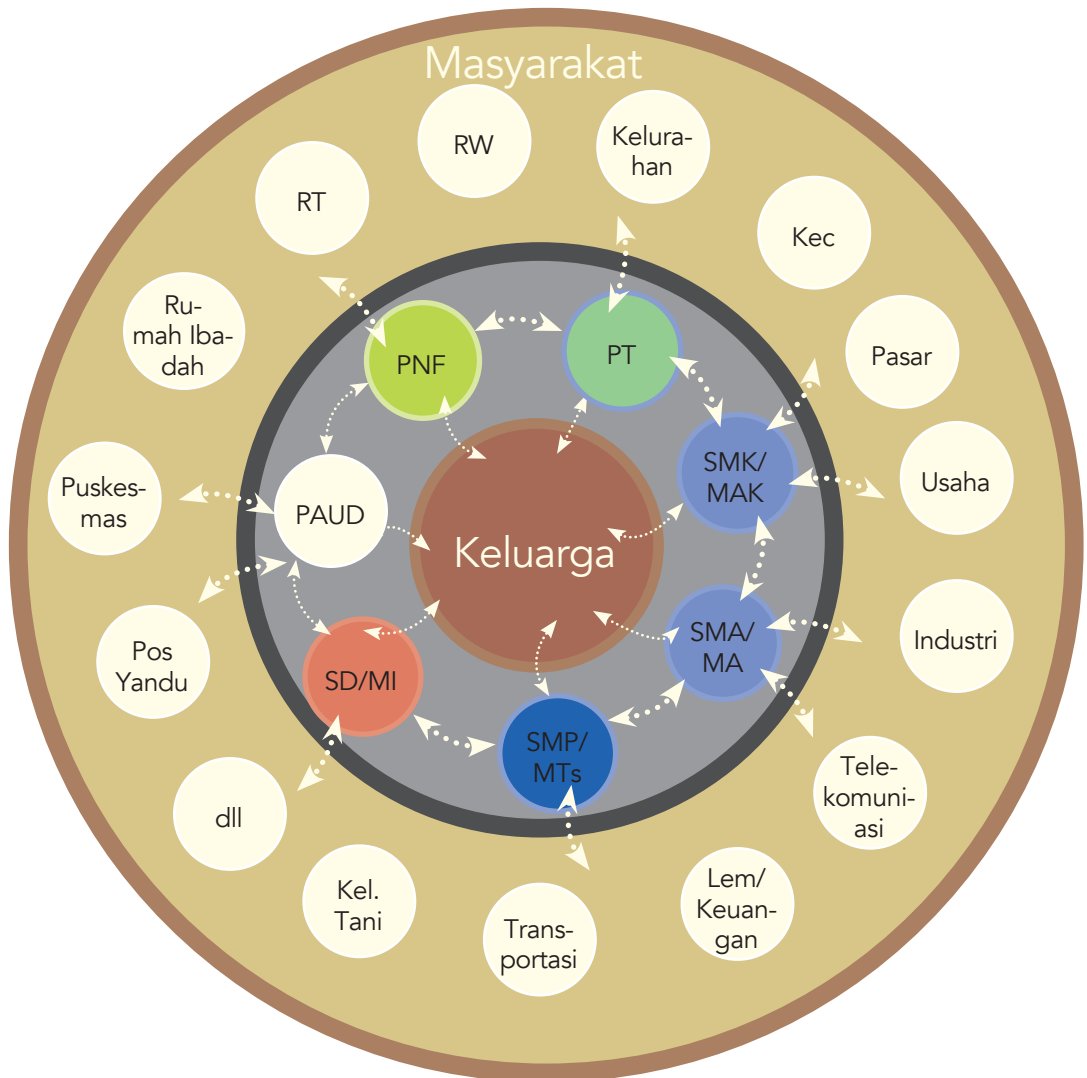 Masyarakat
RW
Kelura-
han
RT
Kec
Ru-
mah Iba-
dah
PNF
PT
Pasar
SMK/
MAK
Usaha
Puskes-
mas
PAUD
Keluarga
Pos
Yandu
SD/MI
SMA/
MA
Industri
SMP/
MTs
dll
Tele-
komuni-
asi
Kel.
Tani
Trans-
portasi
Lem/
Keuan-
gan